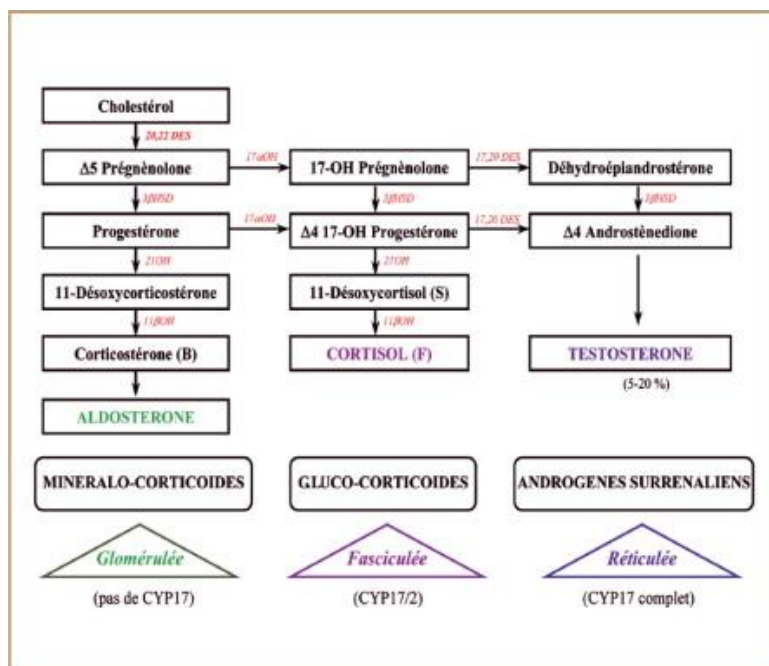 Cholestérol
20,22 DES
Δ5 Prégnènolone
17αOH
17-OH Prégnènolone
17,20 DES
Déhydroépiandrostérone
3βHSD
3βHSD
3βHSD
Progestérone
17αOH
Δ4 17-OH Progestérone
17,20 DES
Δ4 Androstènedione
21OH
21OH
11-Désoxycorticostérone
11-Désoxycortisol (S)
11βOH
11βOH
Corticostérone (B)
CORTISOL (F)
TESTOSTERONE
(5-20 %)
ALDOSTERONE
MINERALO-CORTICOIDES
GLUCO-CORTICOIDES
ANDROGENES SURRENALIENS
Glomérulée
Fasciculée
Réticulée
(pas de CYP17)
(CYP17/2)
(CYP17 complet)